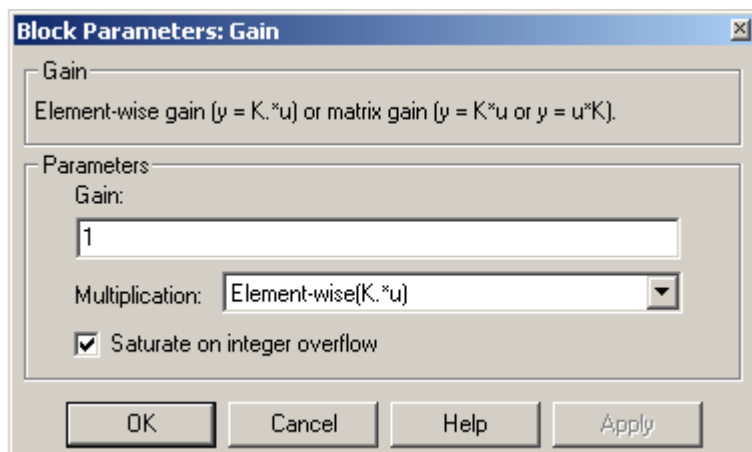 Block Parameters: Gain
Gain
Element-wise gain (y = K.*u) or matrix gain (y = K*u or y = u*K).
Parameters
Gain:
1
Multiplication: Element-wise(K.*u)
Saturate on integer overflow
OK Cancel Help Apply